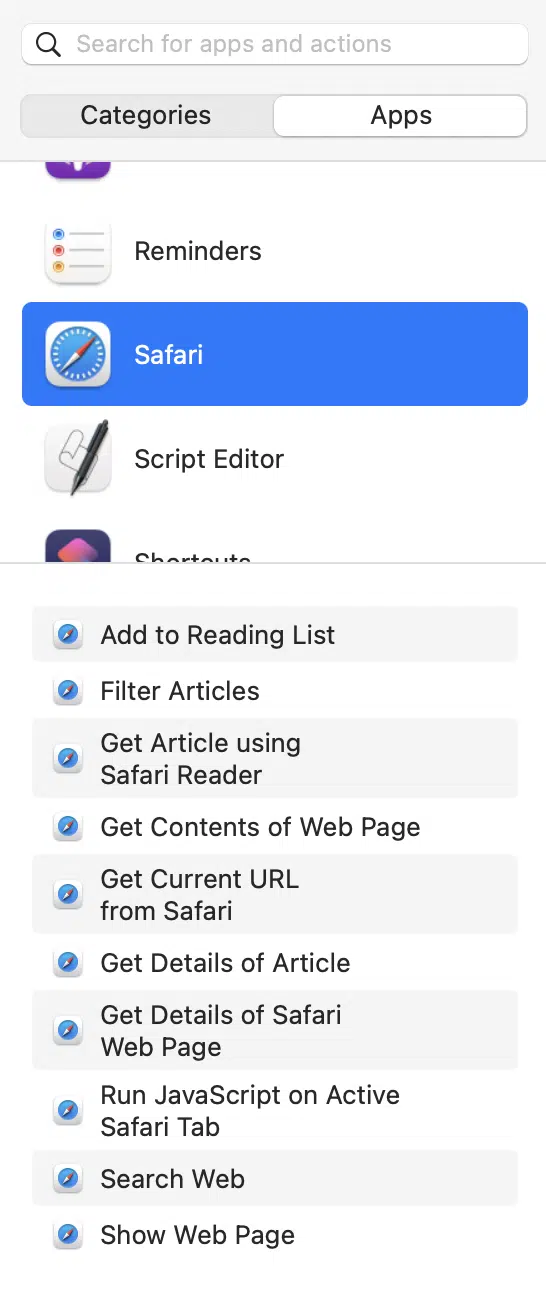 Search for apps and actions
Categories
Apps
Reminders
Safari
Script Editor
Shortcuts
Add to Reading List
Filter Articles
Get Article using
Safari Reader
Get Contents of Web Page
Get Current URL
from Safari
Get Details of Article
Get Details of Safari
Web Page
Run JavaScript on Active
Safari Tab
Search Web
Show Web Page